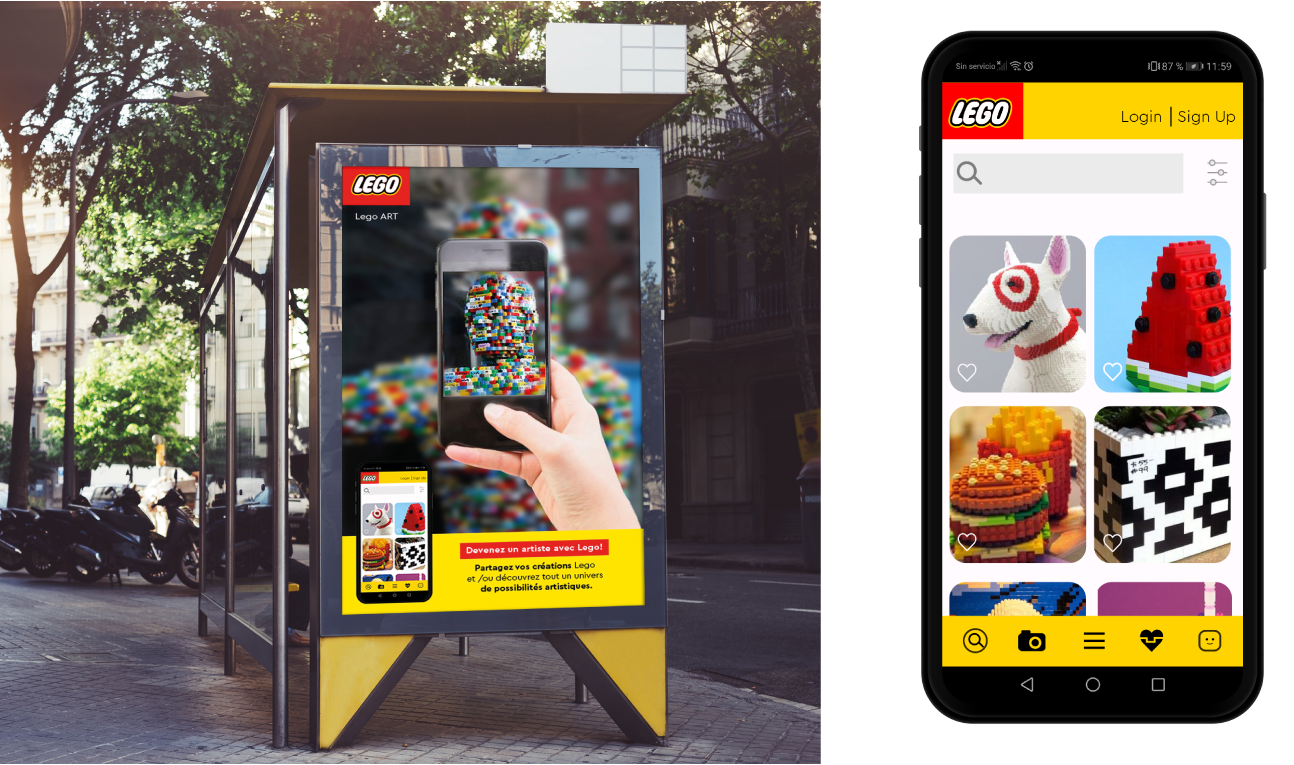 LEGO
Lego ART
LEGO
Login | Sign Up
Devenez un artiste avec Lego!
Partagez vos créations Lego
et /ou découvrez tout un univers
de possibilités artistiques.
Sin servicio
87 % 11:59
LEGO
Login | Sign Up